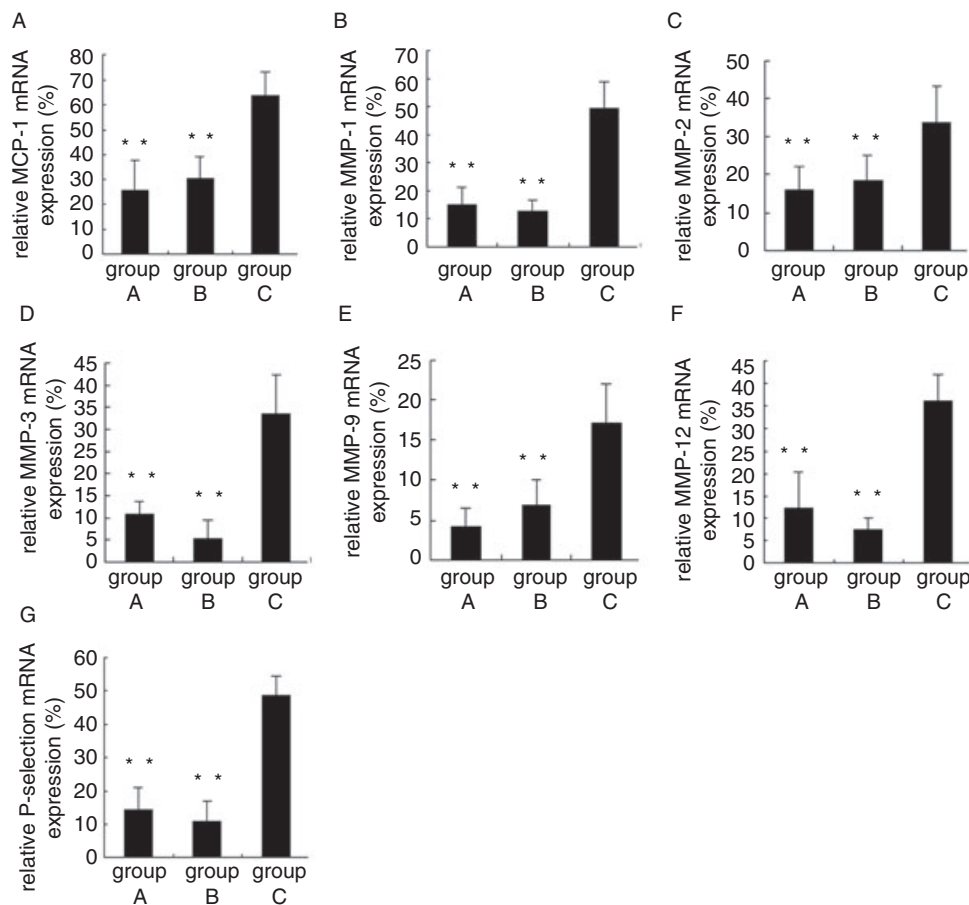 A
relative MCP-1 mRNA
expression (%)
80
70
60
50
40
30
20
10
0
* *
* *
group
A
group
B
group
C
B
relative MMP-1 mRNA
expression (%)
70
60
50
40
30
20
10
0
* *
* *
group
A
group
B
group
C
C
relative MMP-2 mRNA
expression (%)
50
40
30
20
10
0
* *
* *
group
A
group
B
group
C
D
relative MMP-3 mRNA
expression (%)
45
40
35
30
25
20
15
10
5
0
* *
* *
group
A
group
B
group
C
E
relative MMP-9 mRNA
expression (%)
25
20
15
10
5
0
* *
* *
group
A
group
B
group
C
F
relative MMP-12 mRNA
expression (%)
45
40
35
30
25
20
15
10
5
0
* *
* *
group
A
group
B
group
C
G
relative P-selection mRNA
expression (%)
60
50
40
30
20
10
0
* *
* *
group
A
group
B
group
C